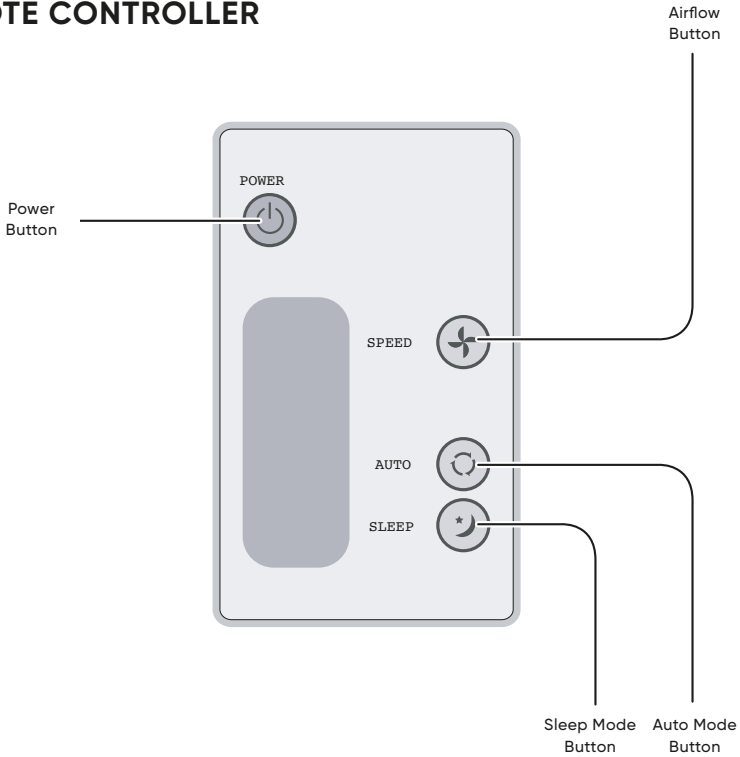 OTE CONTROLLER
Airflow
Button
POWER
Power
Button
SPEED
AUTO
SLEEP
Sleep Mode
Button
Auto Mode
Button